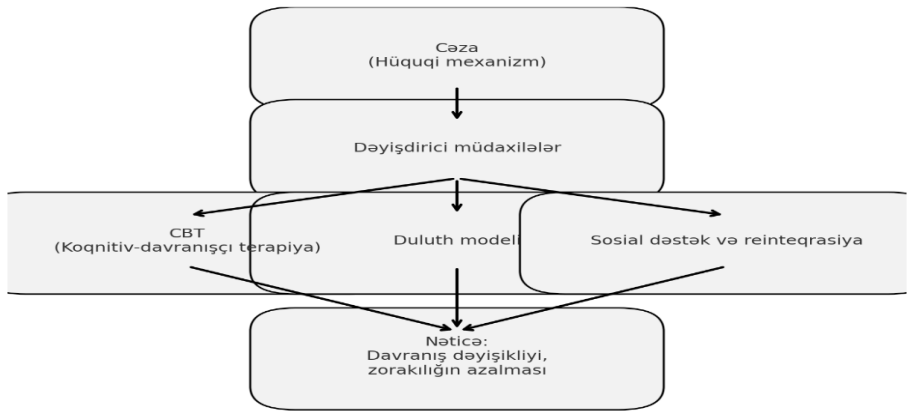 Cəza
(Hüquqi mexanizm)
Dəyişdirici müdaxilələr
CBT
(Koqnitiv-davranışçı terapiya)
Duluth modeli
Sosial dəstək və reinteqrasiya
Nəticə:
Davranış dəyişikliyi,
zorakılığın azalması